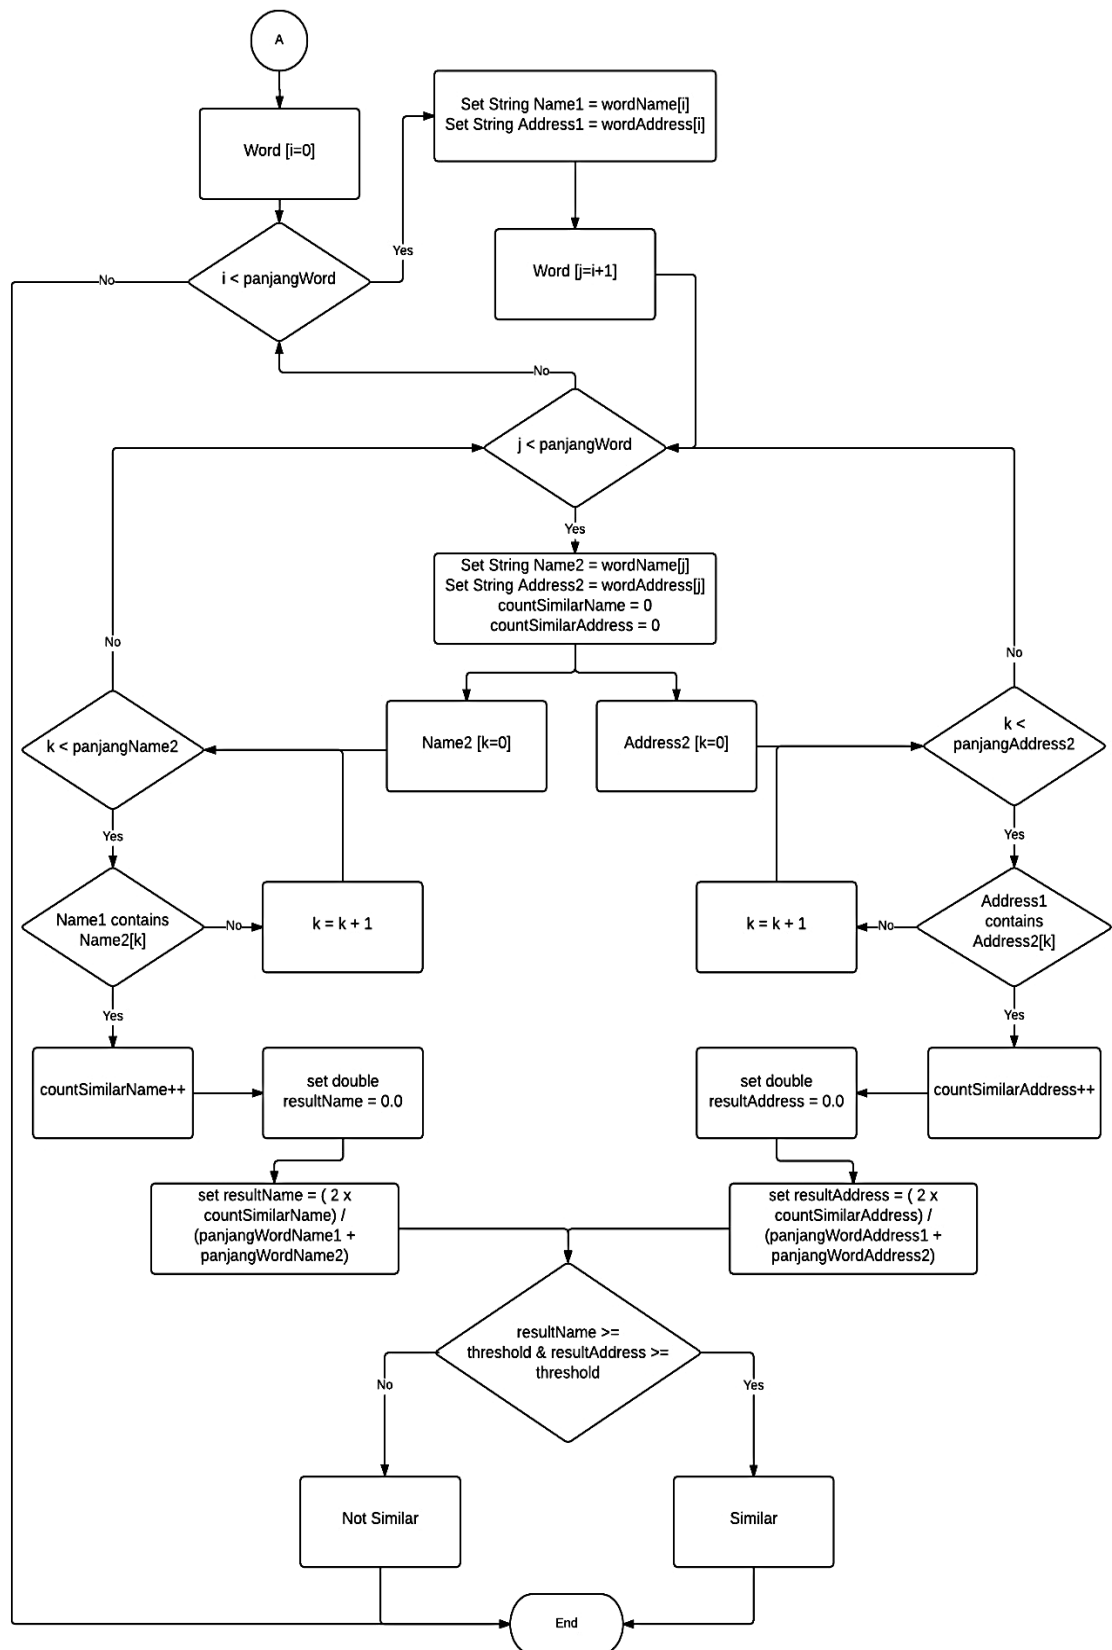 A
Set String Name1 = wordName[i]
Set String Address1 = wordAddress[i]
Word [i=0]
Yes
Word [j=i+1]
i < panjangWord
No
No
j < panjangWord
Yes
Set String Name2 = wordName[j]
Set String Address2 = wordAddress[j]
countSimilarName = 0
countSimilarAddress = 0
No
No
k < panjangName2
Name2 [k=0]
Address2 [k=0]
k <
panjangAddress2
Yes
Yes
Name1 contains
Name2[k]
No
k = k + 1
k = k + 1
No
Address1
contains
Address2[k]
Yes
Yes
countSimilarName++
set double
resultName = 0.0
set double
resultAddress = 0.0
countSimilarAddress++
set resultName = ( 2 x
countSimilarName) /
(panjangWordName1 +
panjangWordName2)
set resultAddress = ( 2 x
countSimilarAddress) /
(panjangWordAddress1 +
panjangWordAddress2)
resultName >=
threshold & resultAddress >=
threshold
No
Yes
Not Similar
Similar
End